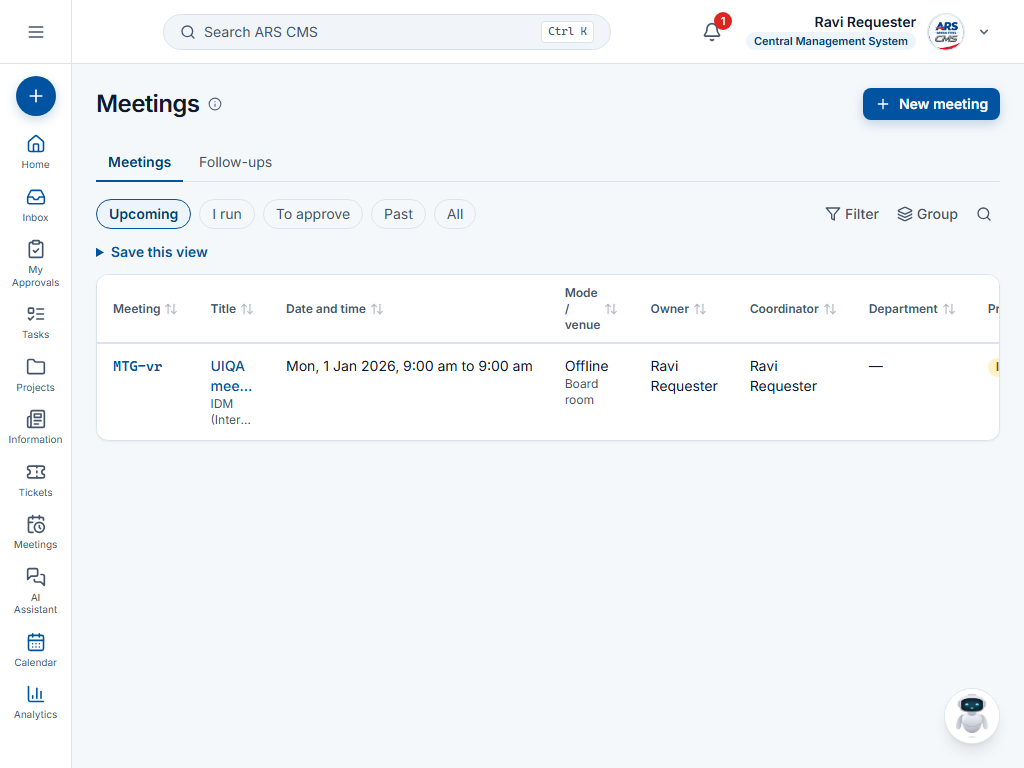 Search ARS CMS
Ctrl K
1
Ravi Requester
Central Management System
ARS
CMS
Meetings
New meeting
Home
Inbox
My
Approvals
Tasks
Projects
Information
Tickets
Meetings
AI
Assistant
Calendar
Analytics
Meetings
Follow-ups
Upcoming
I run
To approve
Past
All
Filter
Group
Save this view
Meeting
Title
Date and time
Mode
/
venue
Owner
Coordinator
Department
MTG-vr
UIQA
mee...
IDM
(Inter...
Mon, 1 Jan 2026, 9:00 am to 9:00 am
Offline
Board
room
Ravi
Requester
Ravi
Requester
—